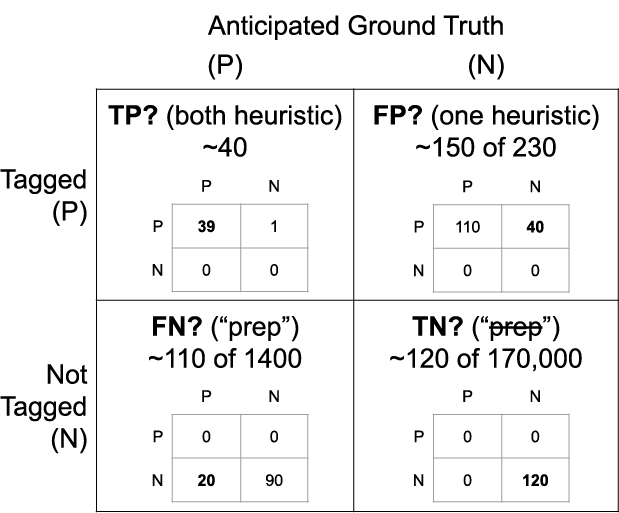 Anticipated Ground Truth
(P) (N)
Tagged
(P)
TP? (both heuristic)
~40
P N
P 39 1
N 0 0
FP? (one heuristic)
~150 of 230
P N
P 110 40
N 0 0
Not
Tagged
(N)
FN? (“prep”)
~110 of 1400
P N
P 0 0
N 20 90
TN? (“prep”)
~120 of 170,000
P N
P 0 0
N 0 120